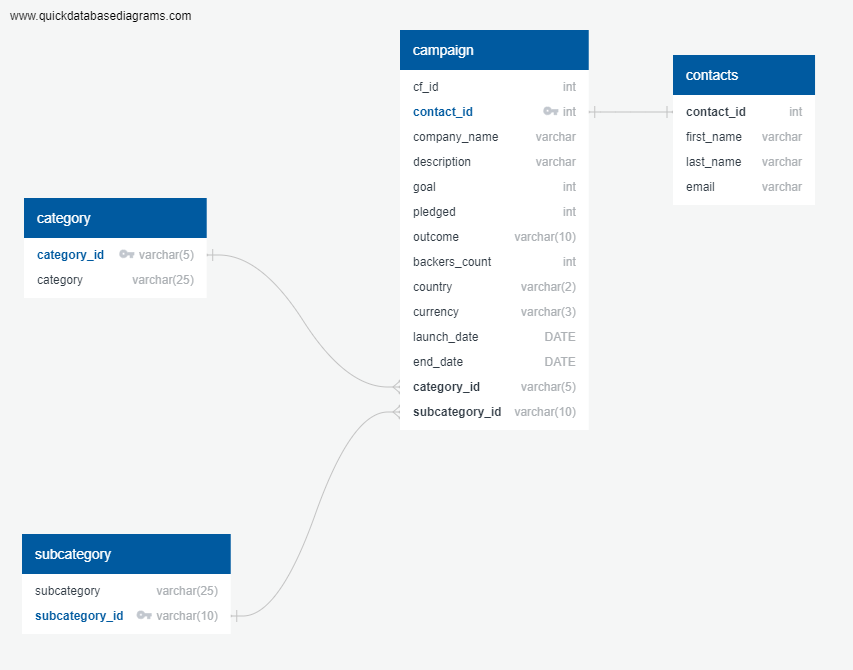 www.quickdatabasediagrams.com
campaign
cf_id int
contact_id int
company_name varchar
description varchar
goal int
pledged int
outcome varchar(10)
backers_count int
country varchar(2)
currency varchar(3)
launch_date DATE
end_date DATE
category_id varchar(5)
subcategory_id varchar(10)
contacts
contact_id int
first_name varchar
last_name varchar
email varchar
category
category_id varchar(5)
category varchar(25)
subcategory
subcategory varchar(25)
subcategory_id varchar(10)